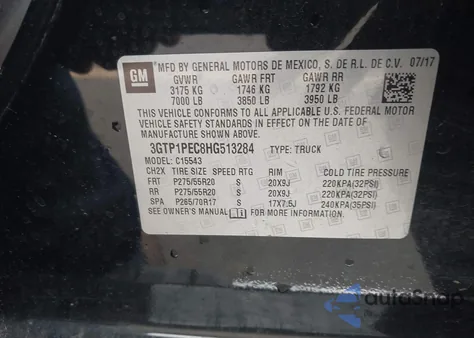 GM
MFD BY GENERAL MOTORS DE MEXICO, S. DE R.L. DE C.V. 07/17
GVWR GAWR FRT GAWR RR
3175 KG 1746 KG 1792 KG
7000 LB 3850 LB 3950 LB
THIS VEHICLE CONFORMS TO ALL APPLICABLE U.S. FEDERAL MOTOR
VEHICLE SAFETY STANDARDS IN EFFECT ON THE DATE OF
MANUFACTURE SHOWN ABOVE.
3GTP1PEC8HG513284 TYPE: TRUCK
MODEL: C15543
CH2X TIRE SIZE SPEED RTG RIM COLD TIRE PRESSURE
FRT P275/55R20 S 20X9J 220KPA(32PSI)
RR P275/55R20 S 20X9J 220KPA(32PSI)
SPA P265/70R17 S 17X7.5J 240KPA(35PSI)
SEE OWNER'S MANUAL FOR MORE INFORMATION.
autoSnap